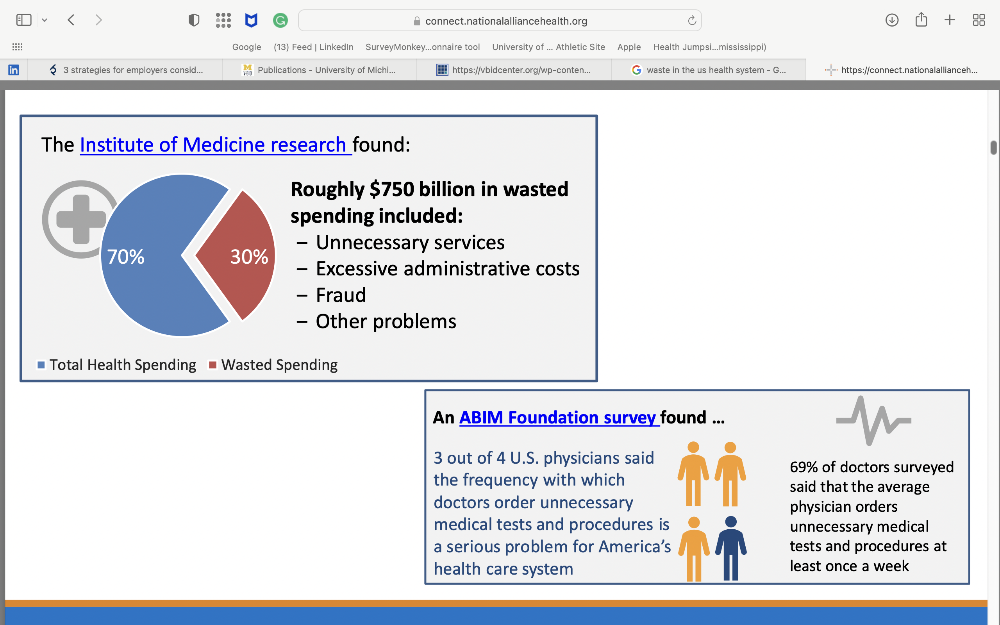 connect.nationalalliancehealth.org
Google (13) Feed | LinkedIn SurveyMonkey...onnaire tool University of ... Athletic Site Apple Health Jumpsi...mississippi)
in 3 strategies for employers consid... M V-BID Publications - University of Michi... https://vbidcenter.org/wp-conten... G waste in the us health system - G... https://connect.nationalallianceh...
The Institute of Medicine research found:
70%
30%
Roughly $750 billion in wasted
spending included:
– Unnecessary services
– Excessive administrative costs
– Fraud
– Other problems
Total Health Spending Wasted Spending
An ABIM Foundation survey found ...
3 out of 4 U.S. physicians said
the frequency with which
doctors order unnecessary
medical tests and procedures is
a serious problem for America’s
health care system
69% of doctors surveyed
said that the average
physician orders
unnecessary medical
tests and procedures at
least once a week